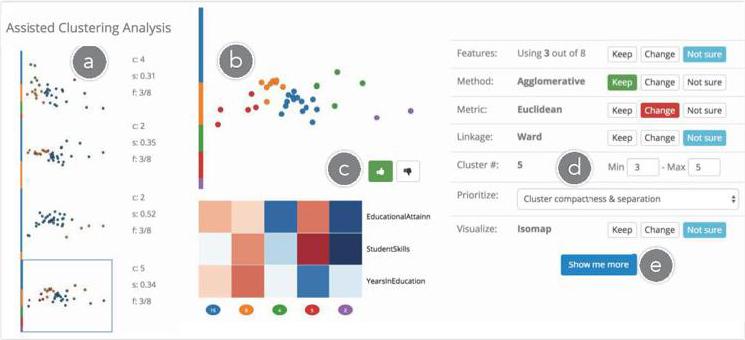 Assisted Clustering Analysis
a
c: 4
s: 0.31
f: 3/8
c: 2
s: 0.35
f: 3/8
c: 2
s: 0.52
f: 3/8
c: 5
s: 0.34
f: 3/8
b
c
EducationalAttainn
StudentSkills
YearsInEducation
15 8 4 5 2
Features: Using 3 out of 8 Keep Change Not sure
Method: Agglomerative Keep Change Not sure
Metric: Euclidean Keep Change Not sure
Linkage: Ward Keep Change Not sure
Cluster #: 5 d Min 3 - Max 5
Prioritize: Cluster compactness & separation
Visualize: Isomap Keep Change Not sure
Show me more e